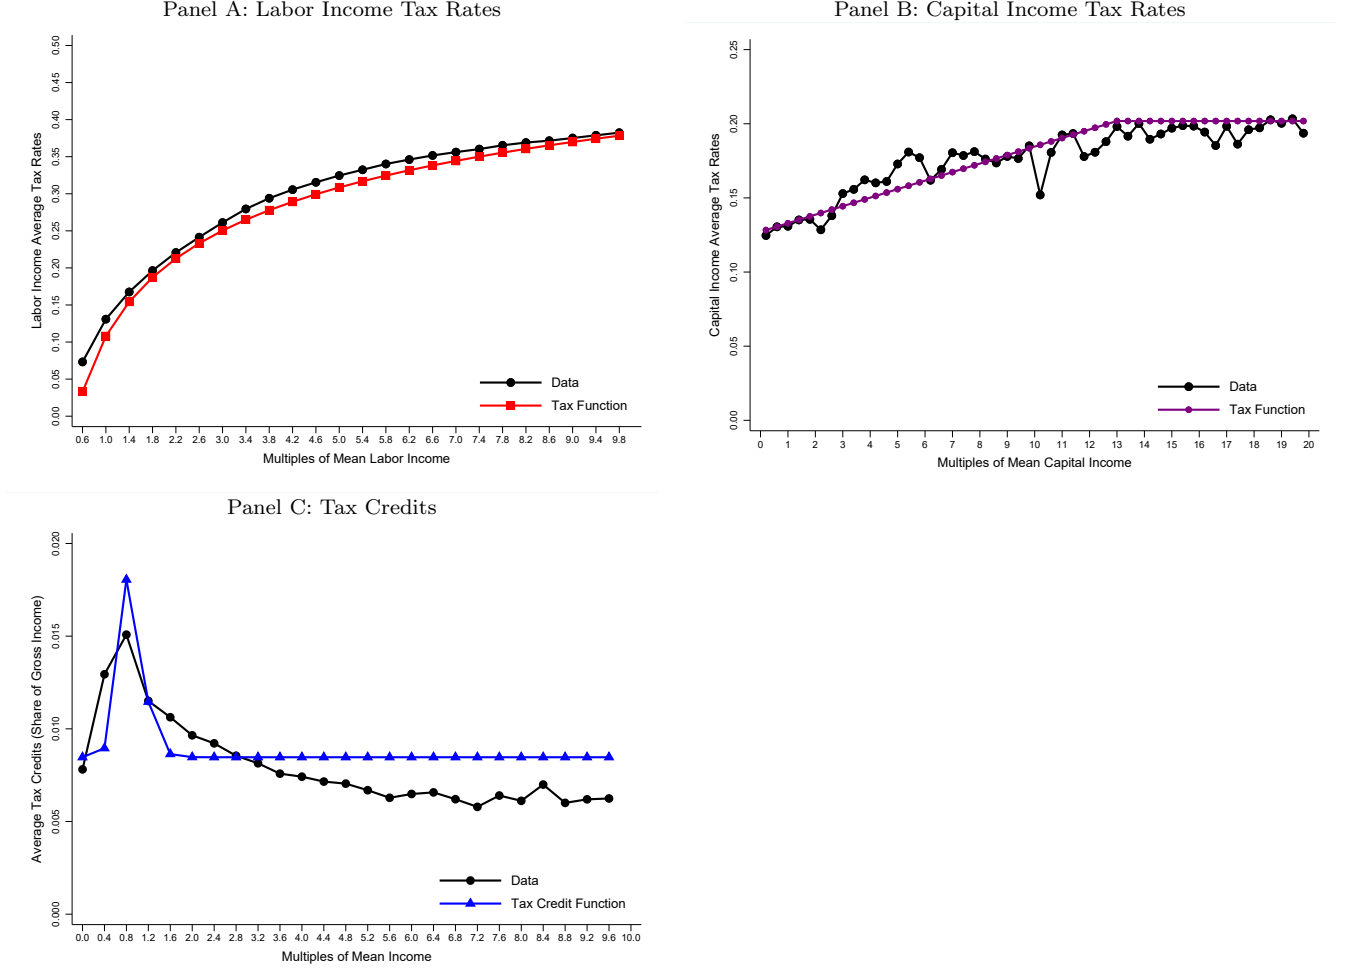 Panel A: Labor Income Tax Rates
Labor Income Average Tax Rates
0.50
0.45
0.40
0.35
0.30
0.25
0.20
0.15
0.10
0.05
0.00
Data
Tax Function
0.6 1.0 1.4 1.8 2.2 2.6 3.0 3.4 3.8 4.2 4.6 5.0 5.4 5.8 6.2 6.6 7.0 7.4 7.8 8.2 8.6 9.0 9.4 9.8
Multiples of Mean Labor Income
Panel B: Capital Income Tax Rates
Capital Income Average Tax Rates
0.25
0.20
0.15
0.10
0.05
0.00
Data
Tax Function
0 1 2 3 4 5 6 7 8 9 10 11 12 13 14 15 16 17 18 19 20
Multiples of Mean Capital Income
Panel C: Tax Credits
Average Tax Credits (Share of Gross Income)
0.020
0.015
0.010
0.005
0.000
Data
Tax Credit Function
0.0 0.4 0.8 1.2 1.6 2.0 2.4 2.8 3.2 3.6 4.0 4.4 4.8 5.2 5.6 6.0 6.4 6.8 7.2 7.6 8.0 8.4 8.8 9.2 9.6 10.0
Multiples of Mean Income